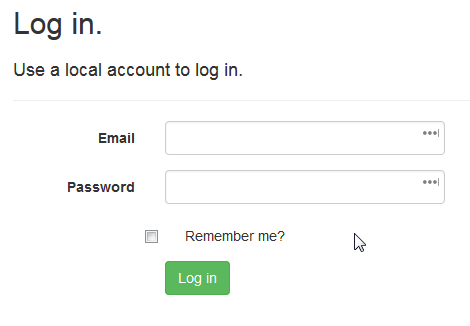 Log in.
Use a local account to log in.
Email
Password
Remember me?
Log in